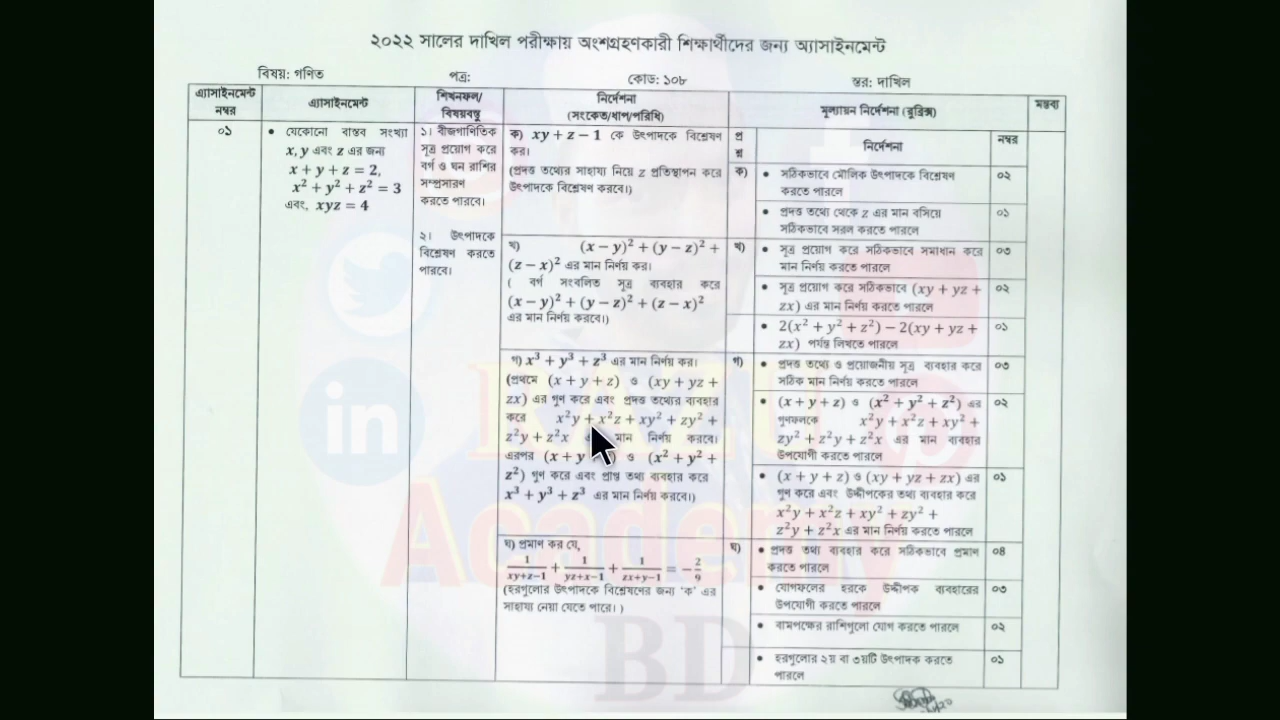 ২০২২ সালের দাখিল পরীক্ষায় অংশগ্রহণকারী শিক্ষার্থীদের জন্য অ্যাসাইনমেন্ট
বিষয়: গণিত পত্র: কোড: ১০৮ স্তর: দাখিল
এ্যাসাইনমেন্ট নম্বর
এ্যাসাইনমেন্ট
শিখনফল/
বিষয়বস্তু
নির্দেশনা
(সংকেত/ধাপ/পরিধি)
মূল্যায়ন নির্দেশনা (রুব্রিক্স)
মন্তব্য
০১
• যেকোনো বাস্তব সংখ্যা
x, y এবং z এর জন্য
x + y + z = 2,
x² + y² + z² = 3
এবং, xyz = 4
১। বীজগাণিতিক
সূত্র প্রয়োগ করে
বর্গ ও ঘন রাশির
সম্প্রসারণ
করতে পারবে।
২। উৎপাদকে
বিশ্লেষণ করতে
পারবে।
ক) xy + z − 1 কে উৎপাদকে বিশ্লেষণ
কর।
(প্রদত্ত তথ্যের সাহায্য নিয়ে z প্রতিস্থাপন করে
উৎপাদকে বিশ্লেষণ করবে।)
প্রশ্ন
নির্দেশনা
নম্বর
ক)
• সঠিকভাবে মৌলিক উৎপাদকে বিশ্লেষণ
করতে পারলে
০২
• প্রদত্ত তথ্যে থেকে z এর মান বসিয়ে
সঠিকভাবে সরল করতে পারলে
০১
খ) (x − y)² + (y − z)² +
(z − x)² এর মান নির্ণয় কর।
( বর্গ সংবলিত সূত্র ব্যবহার করে
(x − y)² + (y − z)² + (z − x)²
এর মান নির্ণয় করবে।)
খ)
• সূত্র প্রয়োগ করে সঠিকভাবে সমাধান করে
মান নির্ণয় করতে পারলে
০৩
• সূত্র প্রয়োগ করে সঠিকভাবে (xy + yz +
zx) এর মান নির্ণয় করতে পারলে
০২
• 2(x² + y² + z²) − 2(xy + yz +
zx) পর্যন্ত লিখতে পারলে
০১
গ) x³ + y³ + z³ এর মান নির্ণয় কর।
(প্রথমে (x + y + z) ও (xy + yz +
zx) এর গুণ করে এবং প্রদত্ত তথ্যের ব্যবহার
করে x²y + x²z + xy² + zy² +
z²y + z²x মান নির্ণয় করবে।
এরপর (x + y ) ও (x² + y² +
z²) গুণ করে এবং প্রাপ্ত তথ্য ব্যবহার করে
x³ + y³ + z³ এর মান নির্ণয় করবে।)
গ)
• প্রদত্ত তথ্যে ও প্রয়োজনীয় সূত্র ব্যবহার করে
সঠিক মান নির্ণয় করতে পারলে
০৩
• (x + y + z) ও (x² + y² + z²) এর
গুণফলকে x²y + x²z + xy² +
zy² + z²y + z²x এর মান ব্যবহার
উপযোগী করতে পারলে
০২
• (x + y + z) ও (xy + yz + zx) এর
গুণ করে এবং উদ্দীপকের তথ্য ব্যবহার করে
x²y + x²z + xy² + zy² +
z²y + z²x এর মান নির্ণয় করতে পারলে
০১
ঘ) প্রমাণ কর যে,
1/(xy+z−1) + 1/(yz+x−1) + 1/(zx+y−1) = −2/9
(হরগুলোর উৎপাদকে বিশ্লেষণের জন্য ‘ক’ এর
সাহায্য নেয়া যেতে পারে। )
ঘ)
• প্রদত্ত তথ্য ব্যবহার করে সঠিকভাবে প্রমাণ
করতে পারলে
০৪
• যোগফলের হরকে উদ্দীপক ব্যবহারের
উপযোগী করতে পারলে
০৩
• বামপক্ষের রাশিগুলো যোগ করতে পারলে
০২
• হরগুলোর ২য় বা ৩য়টি উৎপাদক করতে
পারলে
০১
in
Academy
BD